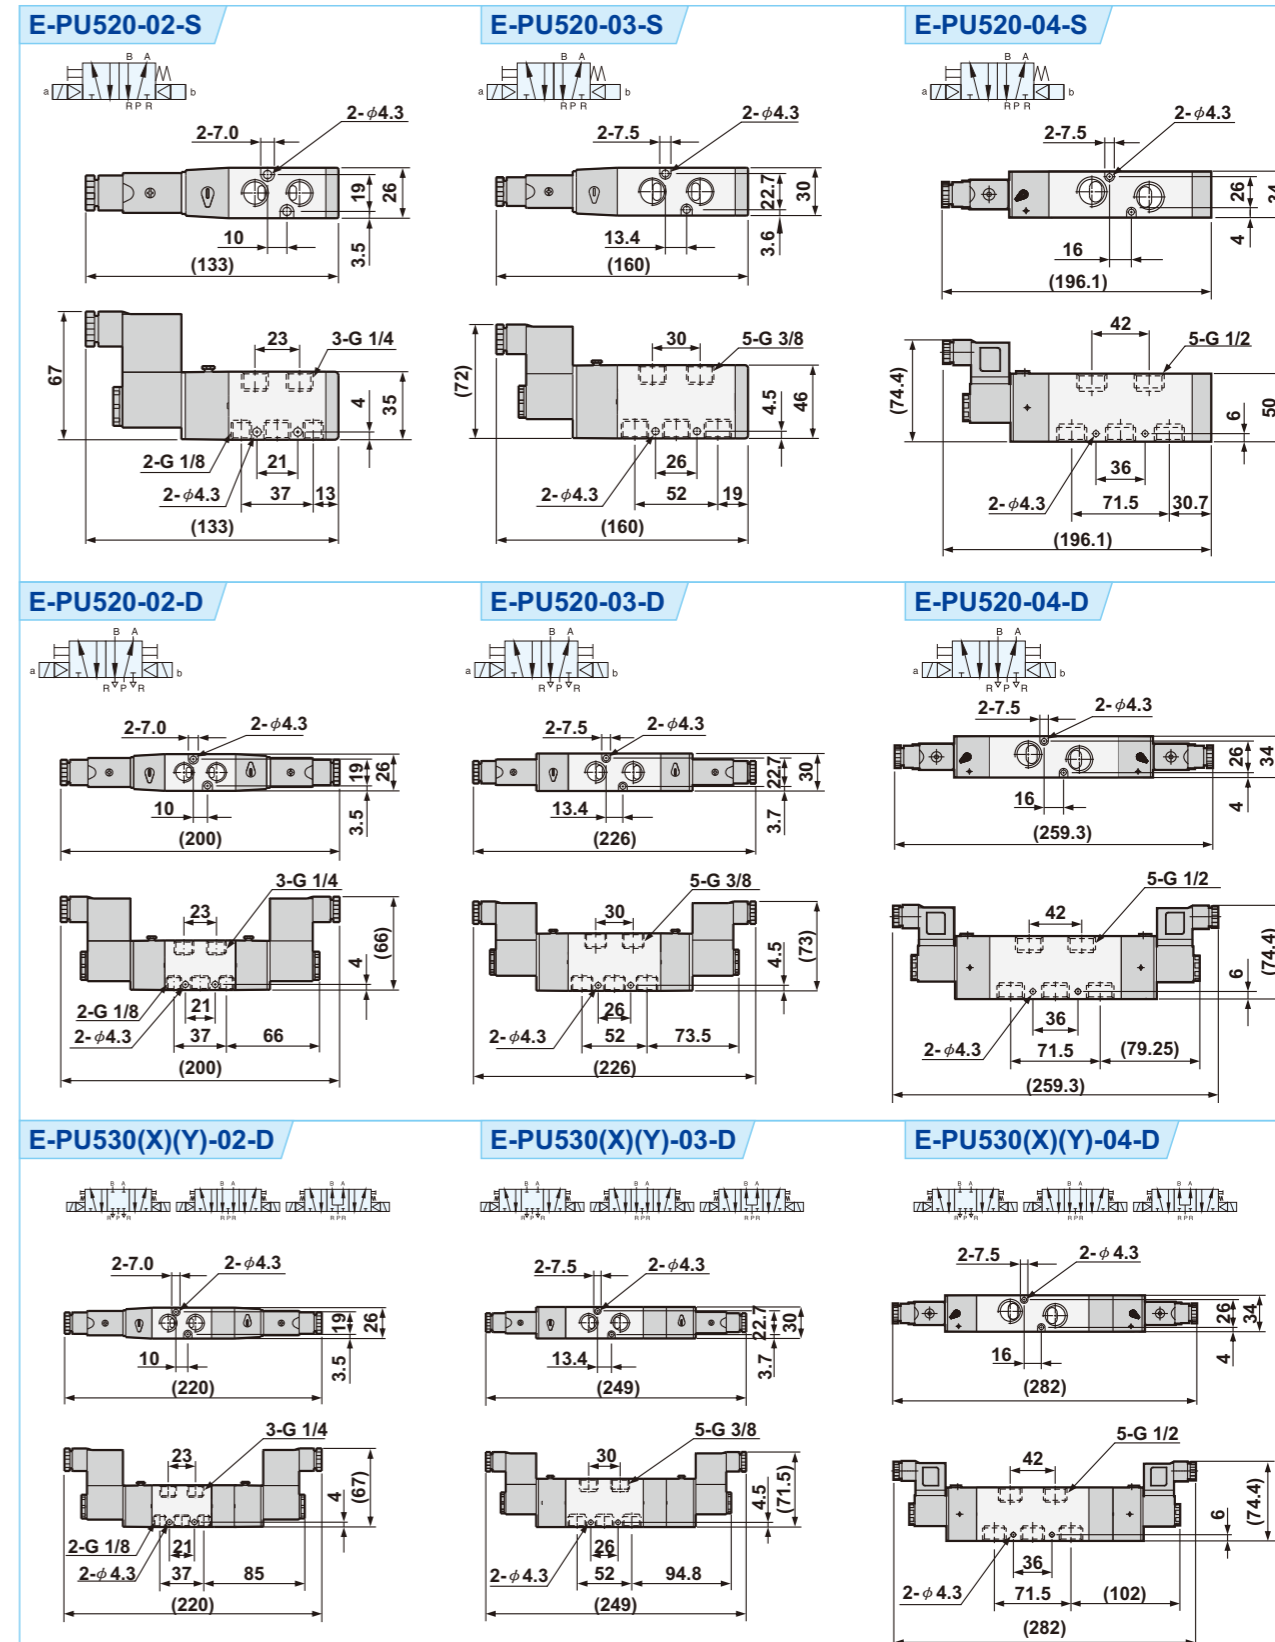 E-PU520-02-S
B A
a
b
R P R
2-φ4.3
2-7.0
19
26
10
3.5
(133)
67
23
3-G 1/4
4
35
2-G 1/8
21
2-φ4.3
37
13
(133)
E-PU520-03-S
B A
a
b
R P R
2-φ4.3
2-7.5
22.7
30
13.4
3.6
(160)
(72)
30
5-G 3/8
4.5
46
26
2-φ4.3
52
19
(160)
E-PU520-04-S
B A
a
b
R P R
2-φ4.3
2-7.5
26
34
16
4
(196.1)
42
5-G 1/2
(74.4)
6
50
36
2-φ4.3
71.5
30.7
(196.1)
E-PU520-02-D
B A
a
b
R P R
2-7.0
2-φ4.3
19
26
10
3.5
(200)
3-G 1/4
23
(66)
4
2-G 1/8
21
2-φ4.3
37
66
(200)
E-PU520-03-D
B A
a
b
R P R
2-7.5
2-φ4.3
22.7
30
13.4
3.7
(226)
5-G 3/8
30
4.5
(73)
26
2-φ4.3
52
73.5
(226)
E-PU520-04-D
B A
a
b
R P R
2-7.5
2-φ4.3
26
34
16
4
(259.3)
5-G 1/2
42
6
(74.4)
36
2-φ4.3
71.5
(79.25)
(259.3)
E-PU530(X)(Y)-02-D
B A
B A
B A
R P R
R P R
R P R
2-7.0
2-φ4.3
19
26
10
3.5
(220)
3-G 1/4
23
4
(67)
2-G 1/8
21
2-φ4.3
37
85
(220)
E-PU530(X)(Y)-03-D
B A
B A
B A
R P R
R P R
R P R
2-7.5
2-φ4.3
22.7
30
13.4
3.7
(249)
5-G 3/8
30
4.5
(71.5)
26
2-φ4.3
52
94.8
(249)
E-PU530(X)(Y)-04-D
B A
B A
B A
R P R
R P R
R P R
2-7.5
2-φ4.3
26
34
16
4
(282)
5-G 1/2
42
6
(74.4)
36
2-φ4.3
71.5
(102)
(282)